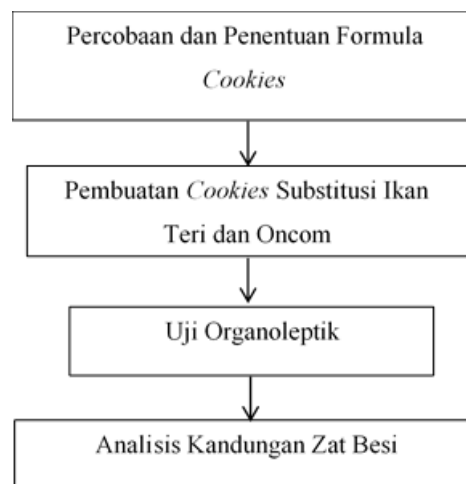 Percobaan dan Penentuan Formula
Cookies
Pembuatan Cookies Substitusi Ikan
Teri dan Oncom
Uji Organoleptik
Analisis Kandungan Zat Besi